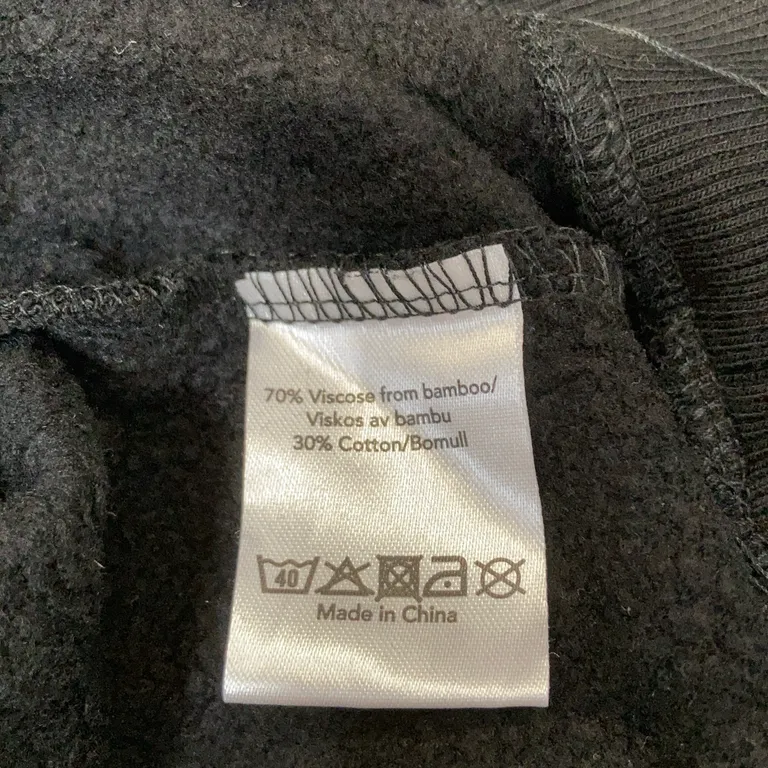 70% Viscose from bamboo/
Viskos av bambu
30% Cotton/Bomull
40
Made in China